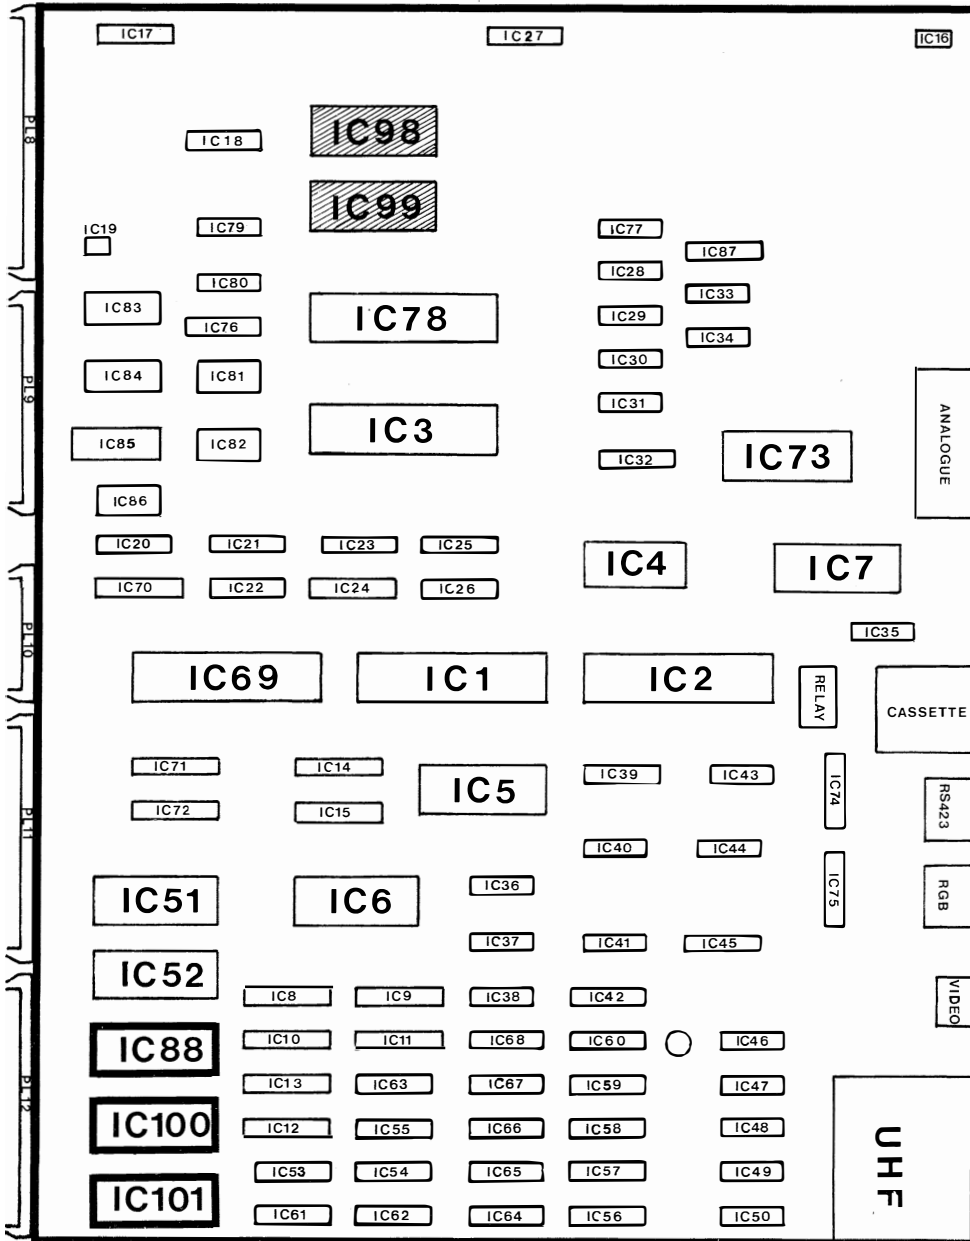 IC17 IC27 IC16
PL8
IC18 IC98
IC99
IC19 IC79 IC77
IC87
IC28
IC80
IC83 IC78 IC33
IC76 IC29
IC34
IC30
PL9
IC84 IC81
IC31
IC3
IC85 IC82 IC32 IC73 ANALOGUE
IC86
IC20 IC21 IC23 IC25
IC4 IC7
IC70 IC22 IC24 IC26
PL10
IC35
IC69 IC1 IC2 RELAY
CASSETTE
IC71 IC14 IC39 IC43
IC5 IC74
PL11
IC72 IC15 RS423
IC40 IC44
IC51 IC6 IC36 IC75 RGB
IC37 IC41 IC45
IC52
IC8 IC9 IC38 IC42 VIDEO
IC88 IC10 IC11 IC68 IC60 IC46
PL12
IC13 IC63 IC67 IC59 IC47
IC100 IC12 IC55 IC66 IC58 IC48
IC53 IC54 IC65 IC57 IC49 UHF
IC101
IC61 IC62 IC64 IC56 IC50